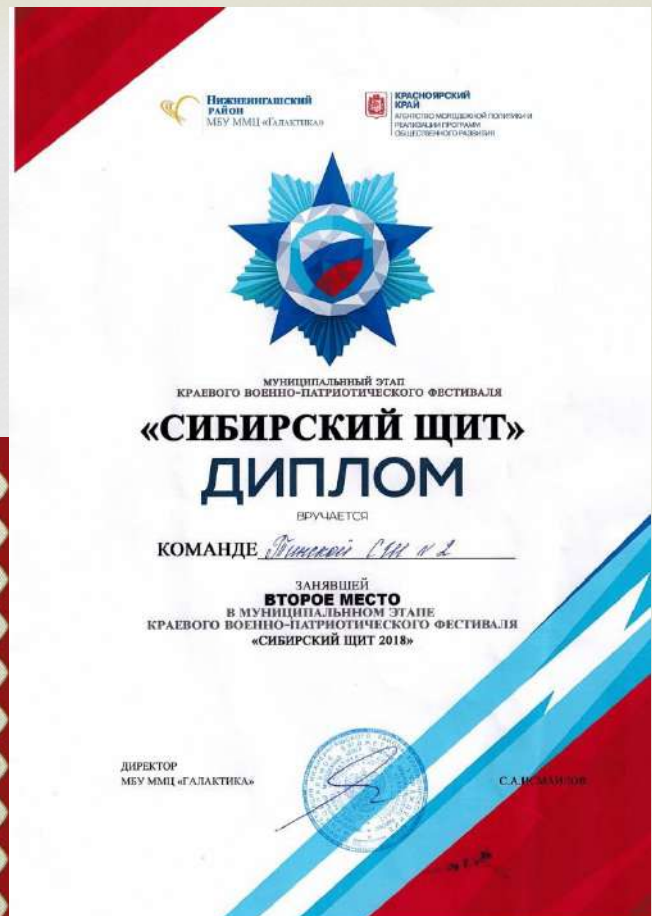 НИЖНЕИНГАШСКИЙ
РАЙОН
МБУ ММЦ «ГАЛАКТИКА»
КРАСНОЯРСКИЙ
КРАЙ
АГЕНТСТВО МОЛОДЕЖНОЙ ПОЛИТИКИ И
РЕАЛИЗАЦИИ ПРОГРАММ
ОБЩЕСТВЕННОГО РАЗВИТИЯ
МУНИЦИПАЛЬНЫЙ ЭТАП
КРАЕВОГО ВОЕННО-ПАТРИОТИЧЕСКОГО ФЕСТИВАЛЯ
«СИБИРСКИЙ ЩИТ»
ДИПЛОМ
ВРУЧАЕТСЯ
КОМАНДЕ Тинской СШ № 2
ЗАНЯВШЕЙ
ВТОРОЕ МЕСТО
В МУНИЦИПАЛЬННОМ ЭТАПЕ
КРАЕВОГО ВОЕННО-ПАТРИОТИЧЕСКОГО ФЕСТИВАЛЯ
«СИБИРСКИЙ ЩИТ 2018»
ДИРЕКТОР
МБУ ММЦ «ГАЛАКТИКА»
С.А.ИСМАИЛОВ